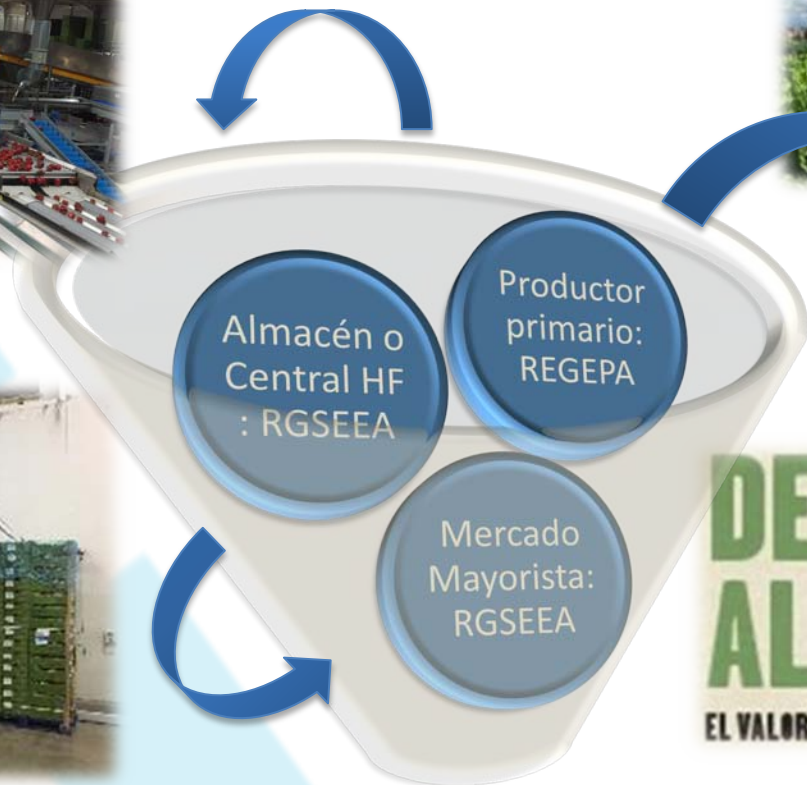 Almacén o
Central HF
: RGSEEA
Productor
primario:
REGEPA
Mercado
Mayorista:
RGSEEA
DE
AL
EL VALOR